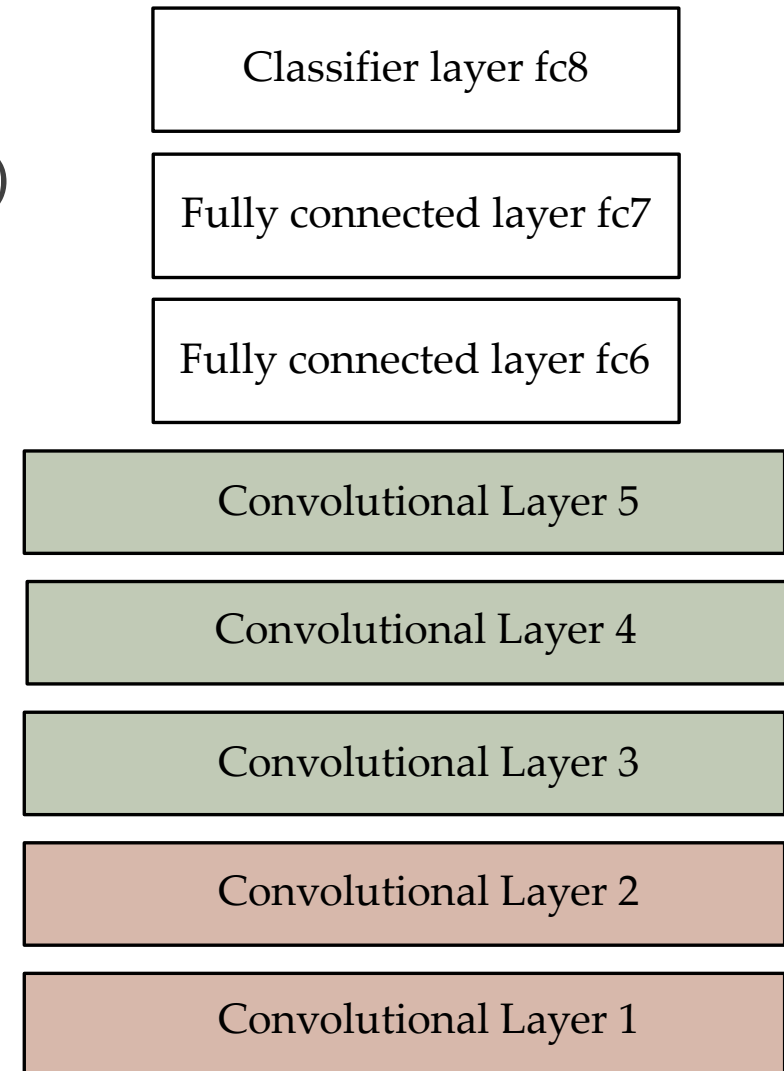 Classifier layer fc8
)
Fully connected layer fc7
Fully connected layer fc6
Convolutional Layer 5
Convolutional Layer 4
Convolutional Layer 3
Convolutional Layer 2
Convolutional Layer 1